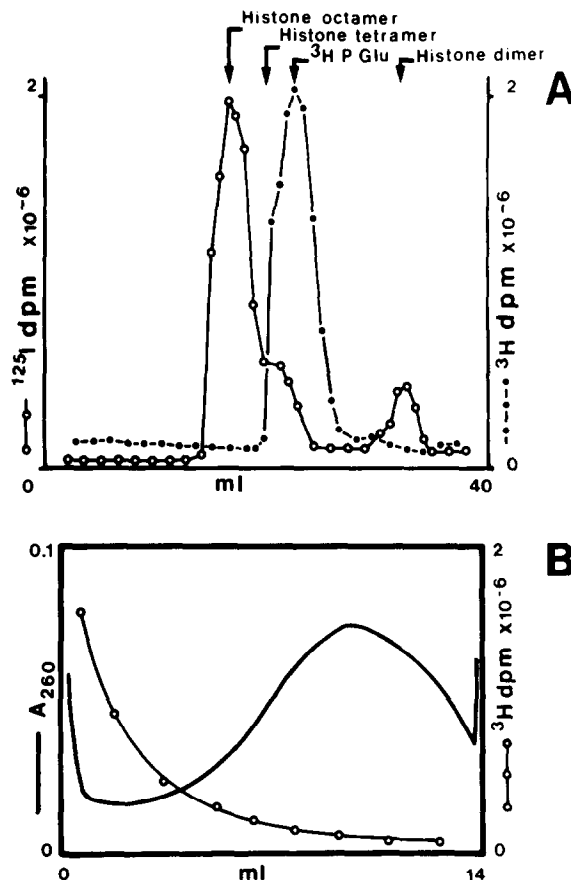 Histone octamer
Histone tetramer
³H P Glu
Histone dimer
A
2
2
¹²⁵I dpm x10⁻⁶
³H dpm x10⁻⁶
0
0
ml
40
B
0.1
2
A₂₆₀
³H dpm x10⁻⁶
0
0
0
ml
14